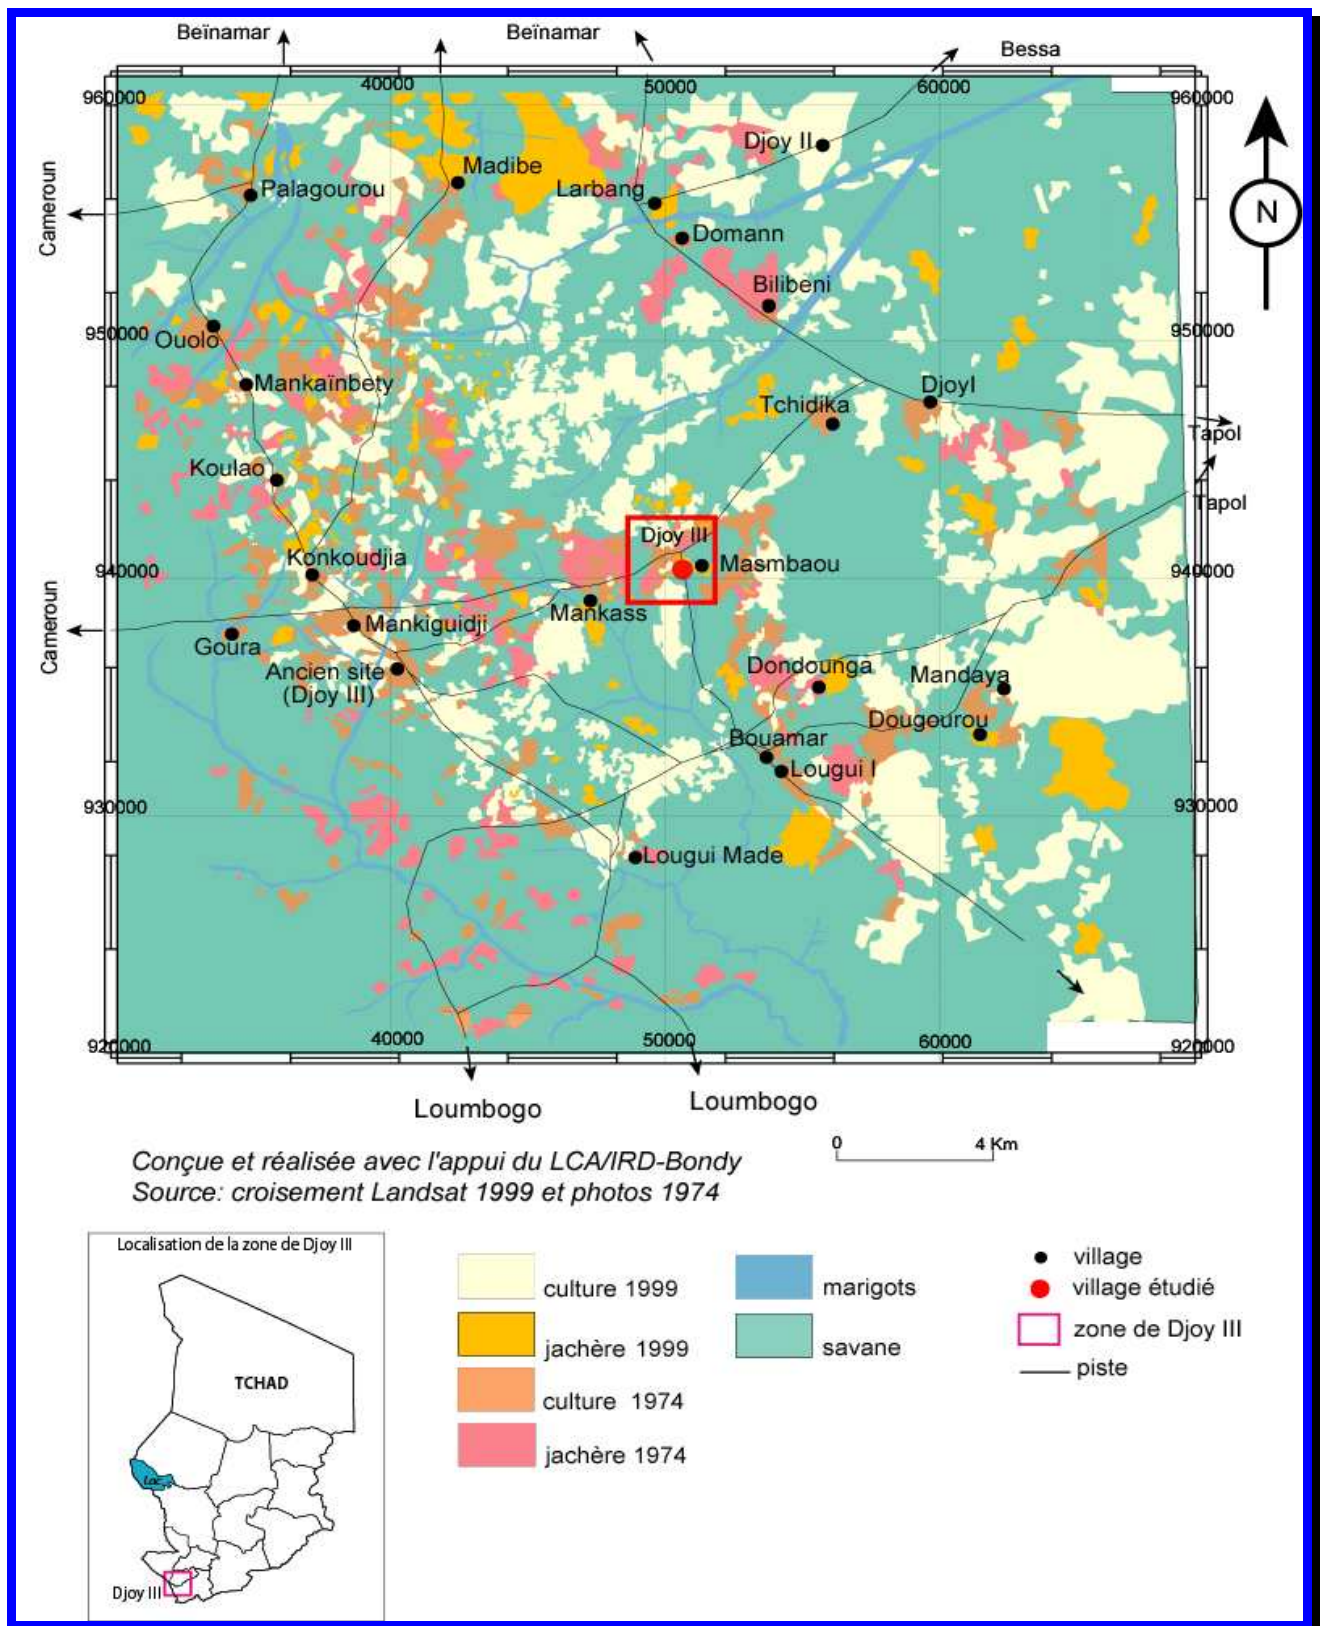 Beïnamar
Beïnamar
Bessa
40000
50000
60000
960000
960000
Djoy II
Madibe
Palagourou
Larbang
Cameroun
N
Domann
Bilibeni
950000
950000
Ouolo
Mankaïnbety
DjoyI
Tchidika
Tapol
Koulao
Tapol
Djoy III
Konkoudjia
Masmbaou
940000
940000
Mankass
Mankiguidji
Cameroun
Goura
Ancien site
(Djoy III)
Dondounga
Mandaya
Dougourou
Bouamar
Lougui I
930000
930000
Lougui Made
40000
50000
60000
920000
920000
Loumbogo
Loumbogo
0
4 Km
Conçue et réalisée avec l'appui du LCA/IRD-Bondy
Source: croisement Landsat 1999 et photos 1974
Localisation de la zone de Djoy III
TCHAD
Lac
Djoy III
culture 1999
jachère 1999
culture 1974
jachère 1974
marigots
savane
village
village étudié
zone de Djoy III
piste